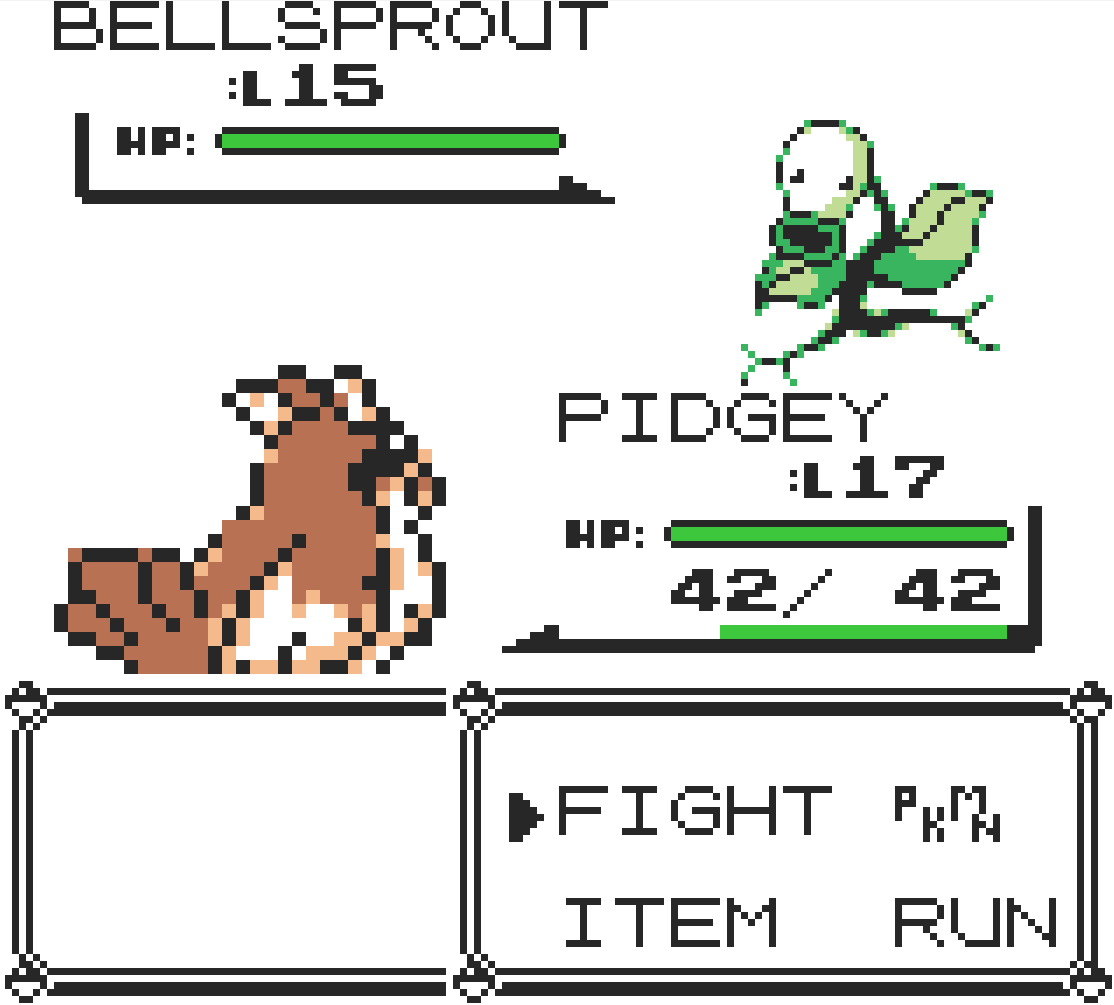 BELLSPROUT
:L15
HP:
PIDGEY
:L17
HP:
42/ 42
FIGHT PKMN
ITEM RUN